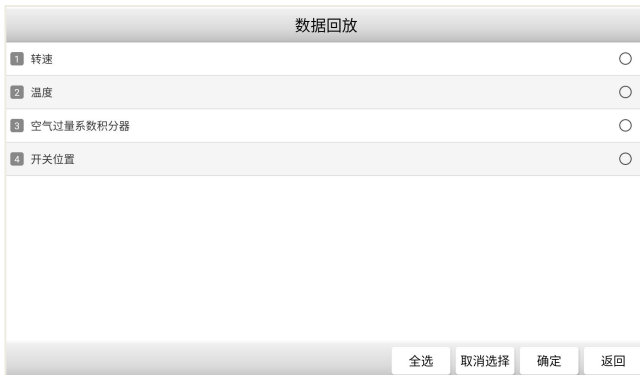 数据回放
1 转速
2 温度
3 空气过量系数积分器
4 开关位置
全选 取消选择 确定 返回